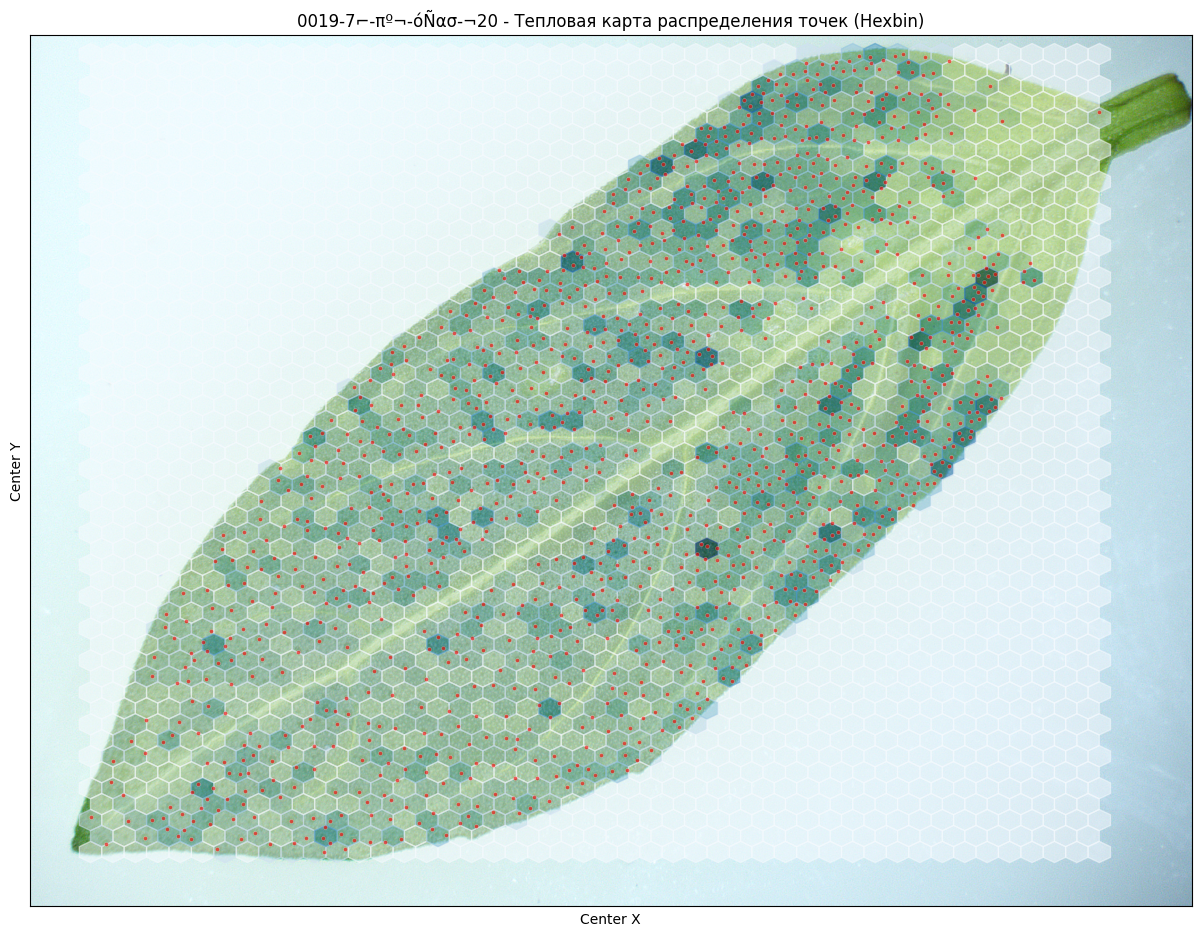 0019-7⌐-πº¬-óÑασ-¬20 - Тепловая карта распределения точек (Hexbin)
Center Y
Center X